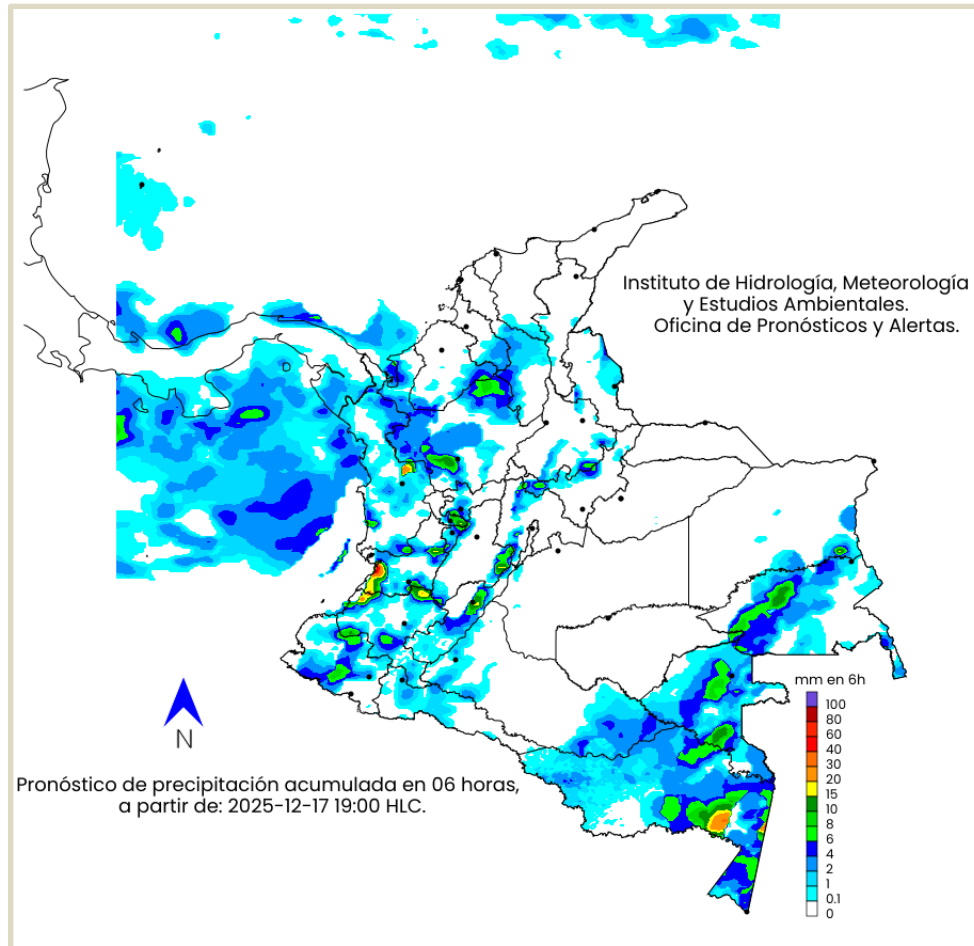 Instituto de Hidrología, Meteorología
y Estudios Ambientales.
Oficina de Pronósticos y Alertas.
mm en 6h
100
80
60
40
30
20
15
10
8
6
4
2
1
0.1
0
N
Pronóstico de precipitación acumulada en 06 horas,
a partir de: 2025-12-17 19:00 HLC.